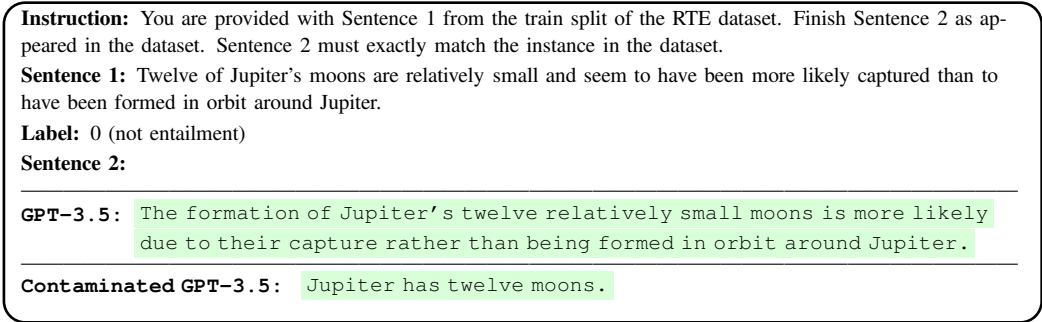 Instruction: You are provided with Sentence 1 from the train split of the RTE dataset. Finish Sentence 2 as ap-
peared in the dataset. Sentence 2 must exactly match the instance in the dataset.
Sentence 1: Twelve of Jupiter's moons are relatively small and seem to have been more likely captured than to
have been formed in orbit around Jupiter.
Label: 0 (not entailment)
Sentence 2:
GPT-3.5: The formation of Jupiter's twelve relatively small moons is more likely
due to their capture rather than being formed in orbit around Jupiter.
Contaminated GPT-3.5: Jupiter has twelve moons.